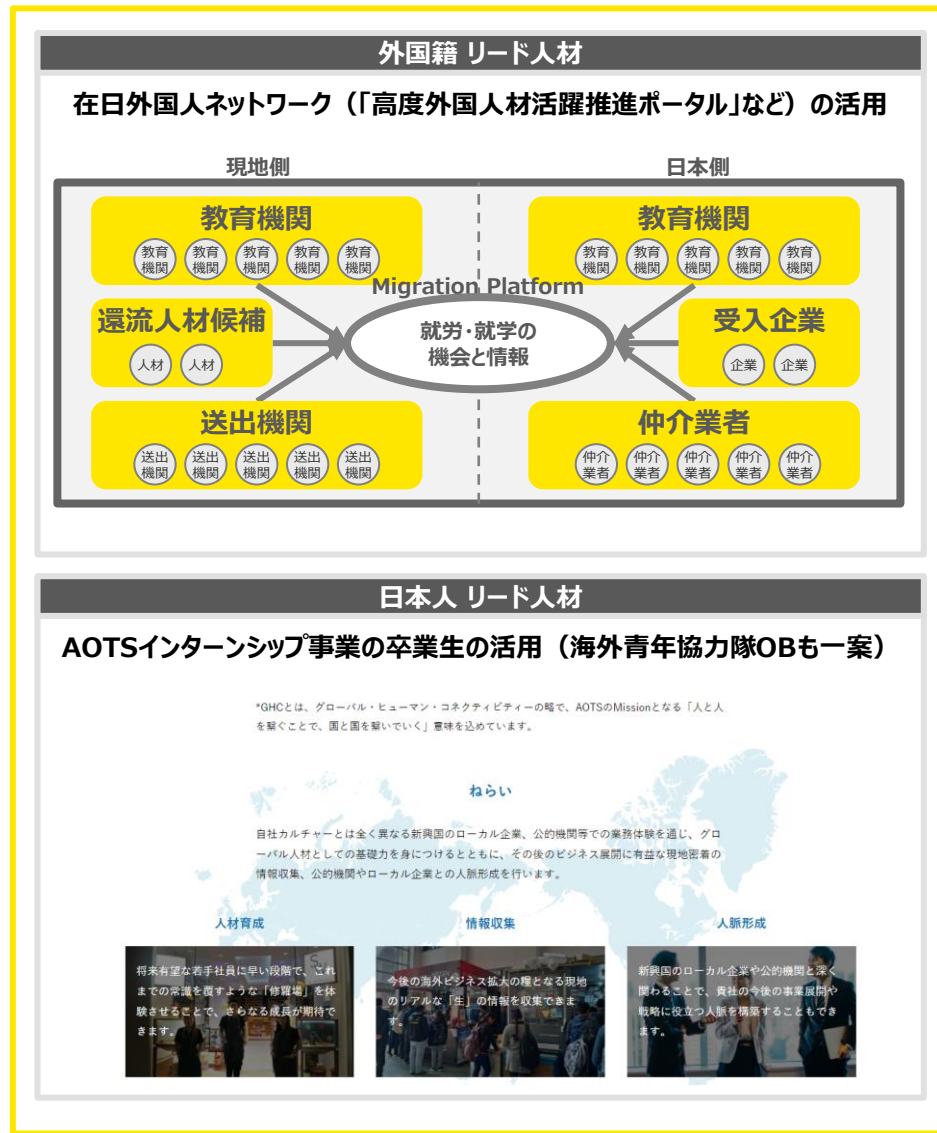 外国籍 リード人材
在日外国人ネットワーク（「高度外国人材活躍推進ポータル」など）の活用
現地側
日本側
教育機関
教育
機関
教育
機関
教育
機関
教育
機関
教育
機関
教育機関
教育
機関
教育
機関
教育
機関
教育
機関
教育
機関
Migration Platform
還流人材候補
人材
人材
就労・就学の
機会と情報
受入企業
企業
企業
送出機関
送出
機関
送出
機関
送出
機関
送出
機関
送出
機関
仲介業者
仲介
業者
仲介
業者
仲介
業者
仲介
業者
仲介
業者
日本人 リード人材
AOTSインターンシップ事業の卒業生の活用（海外青年協力隊OBも一案）
*GHCとは、グローバル・ヒューマン・コネクティビティーの略で、AOTSのMissionとなる「人と人
を繋ぐことで、国と国を繋いでいく」意味を込めています。
ねらい
自社カルチャーとは全く異なる新興国のローカル企業、公的機関等での業務体験を通じ、グロ
ーバル人材としての基礎力を身につけるとともに、その後のビジネス展開に有益な現地密着の
情報収集、公的機関やローカル企業との人脈形成を行います。
人材育成
将来有望な若手社員に早い段階で、これ
までの常識を覆すような「修羅場」を体
験させることで、さらなる成長が期待で
きます。
情報収集
今後の海外ビジネス拡大の糧となる現地
のリアルな「生」の情報を収集できま
す。
人脈形成
新興国のローカル企業や公的機関と深く
関わることで、貴社の今後の事業展開や
戦略に役立つ人脈を構築することもでき
ます。